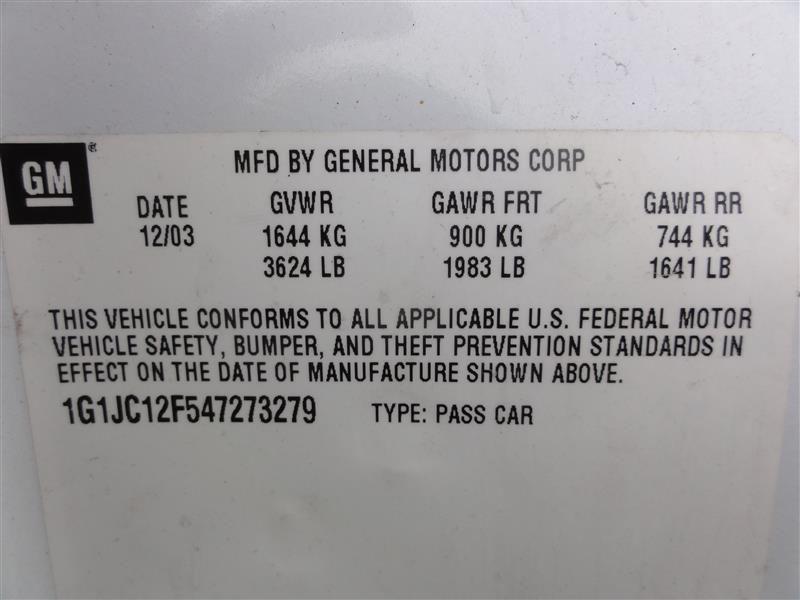 GM
MFD BY GENERAL MOTORS CORP
DATE GVWR GAWR FRT GAWR RR
12/03 1644 KG 900 KG 744 KG
3624 LB 1983 LB 1641 LB
THIS VEHICLE CONFORMS TO ALL APPLICABLE U.S. FEDERAL MOTOR
VEHICLE SAFETY, BUMPER, AND THEFT PREVENTION STANDARDS IN
EFFECT ON THE DATE OF MANUFACTURE SHOWN ABOVE.
1G1JC12F547273279 TYPE: PASS CAR